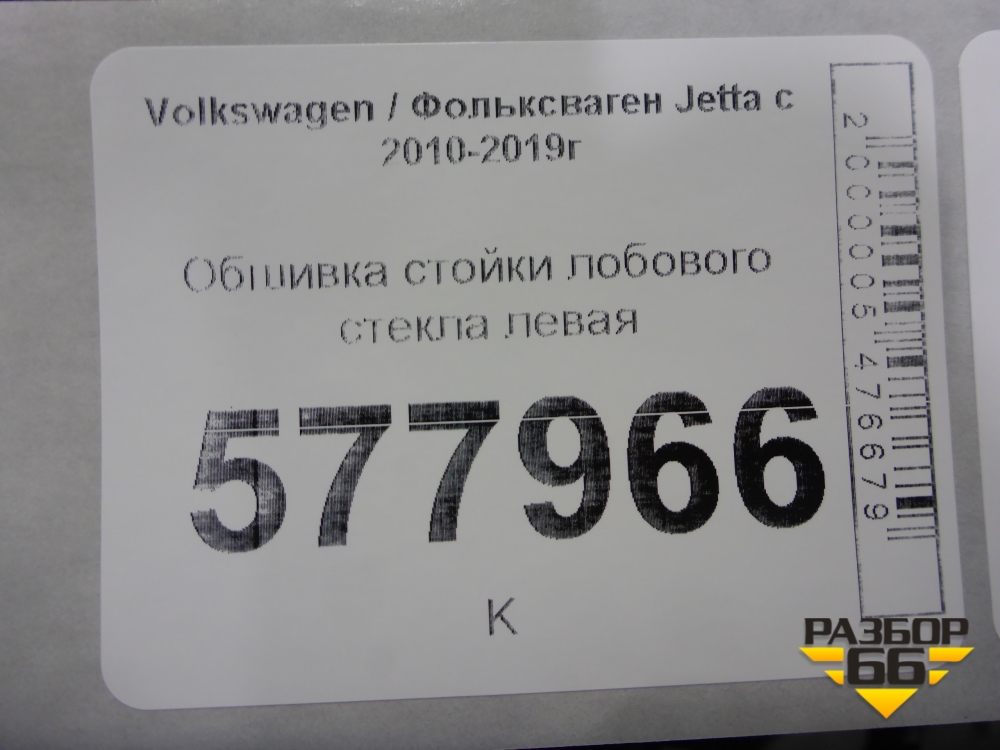 Volkswagen / Фольксваген Jetta с
2010-2019г
Обшивка стойки лобового
стекла левая
577966
К
2000005476679
РАЗБОР
66